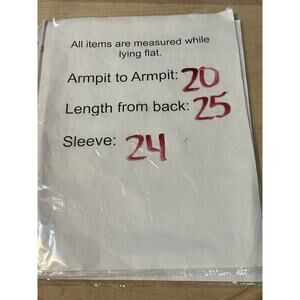 All items are measured while
lying flat.
Armpit to Armpit: 20
Length from back: 25
Sleeve: 24